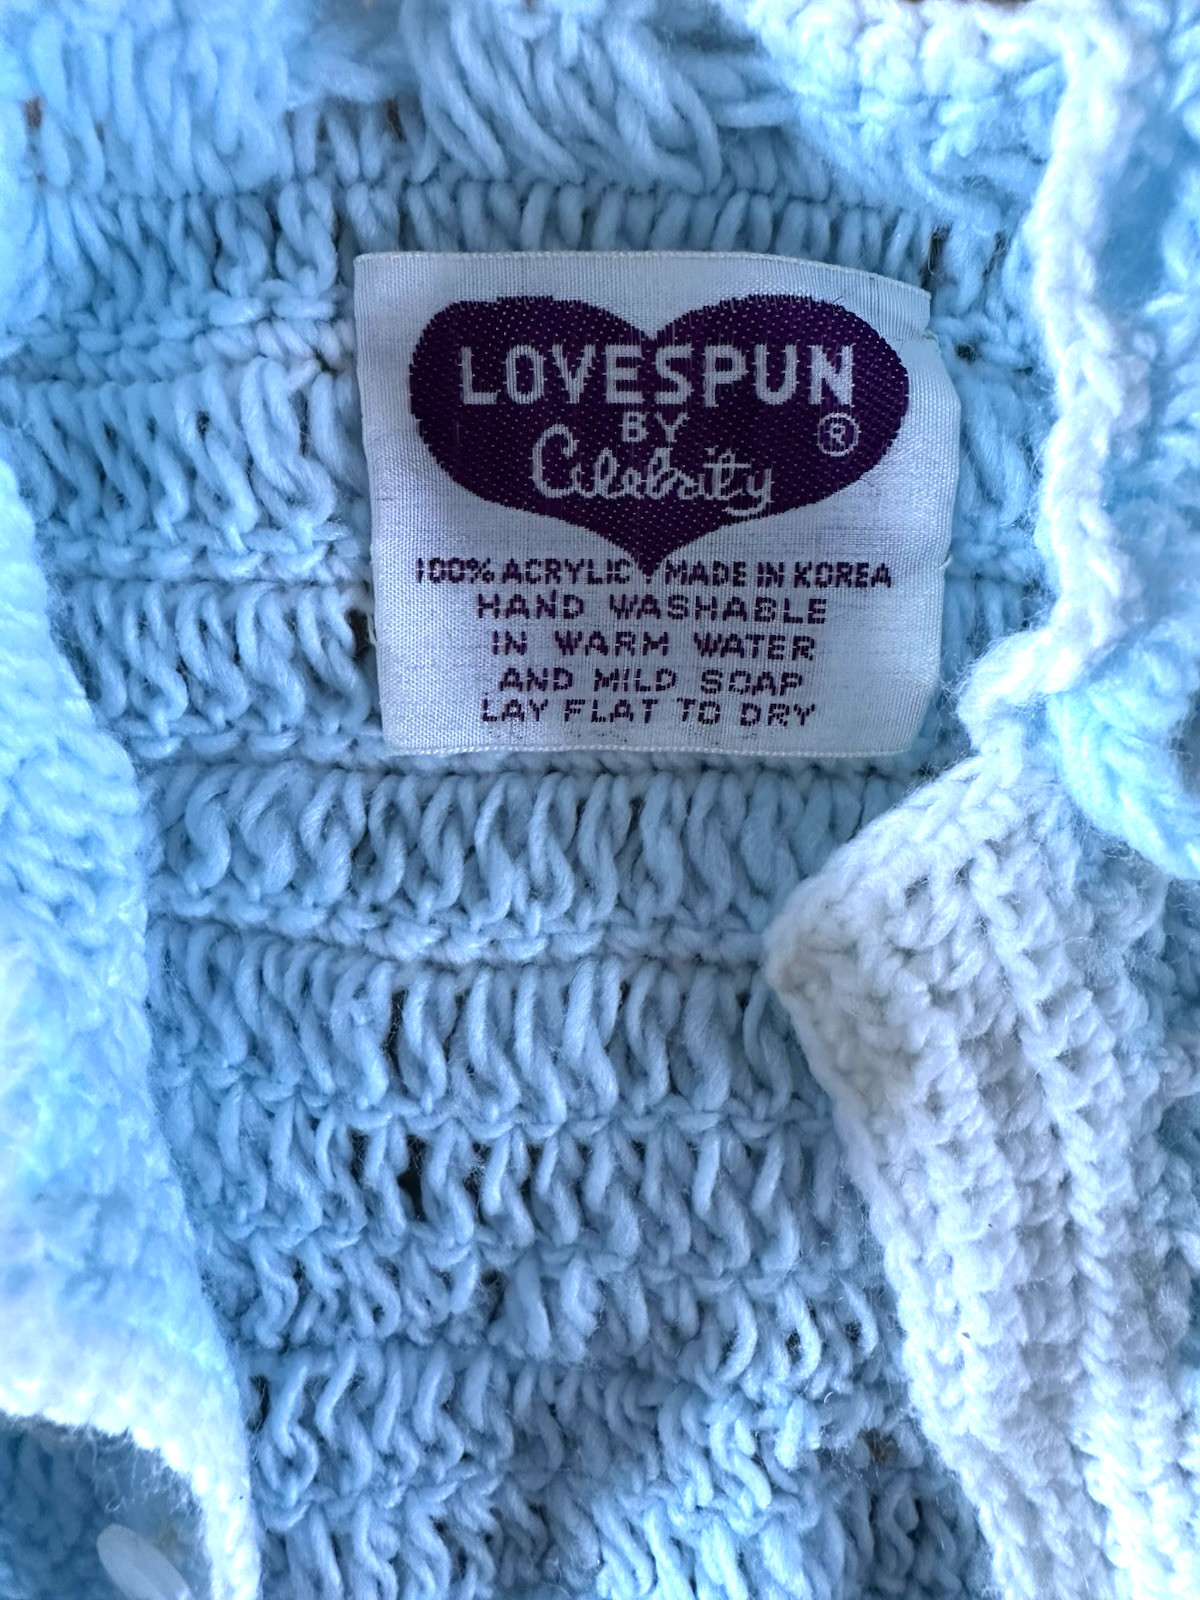 LOVESPUN
BY
Celebrity
®
100% ACRYLIC MADE IN KOREA
HAND WASHABLE
IN WARM WATER
AND MILD SOAP
LAY FLAT TO DRY